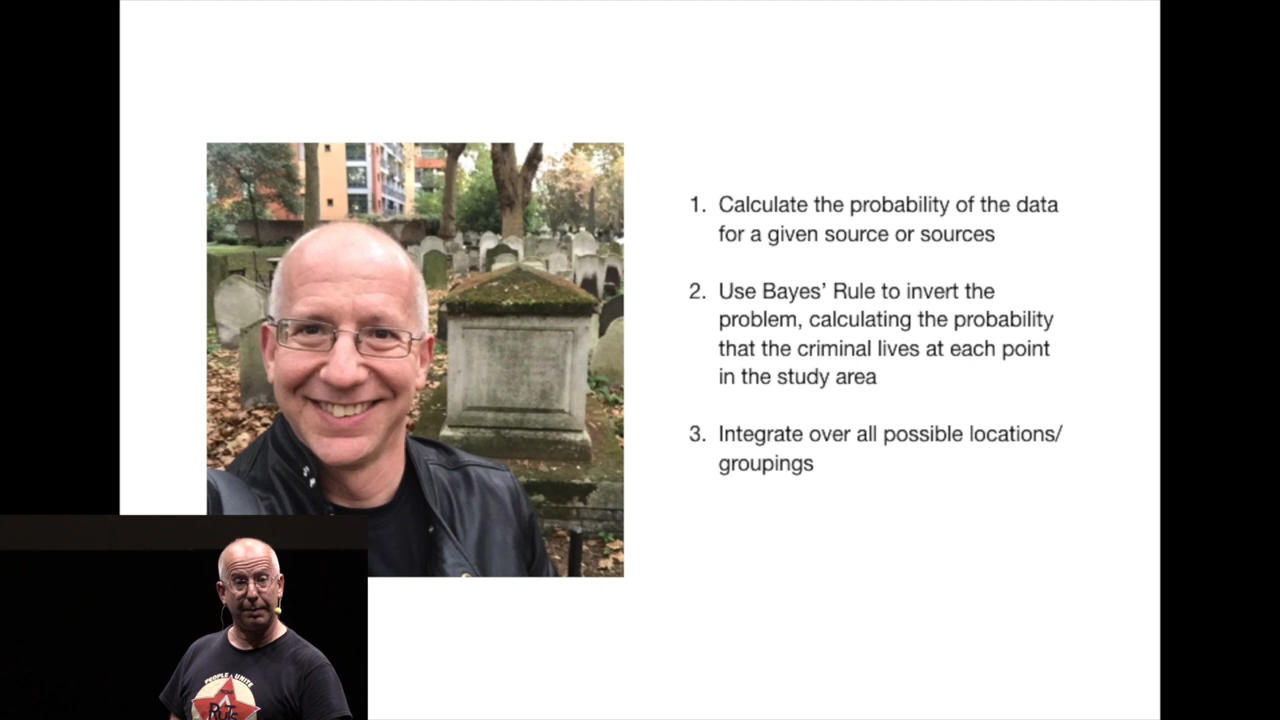 1. Calculate the probability of the data
for a given source or sources
2. Use Bayes’ Rule to invert the
problem, calculating the probability
that the criminal lives at each point
in the study area
3. Integrate over all possible locations/
groupings
PEOPLE UNITE
RUTS